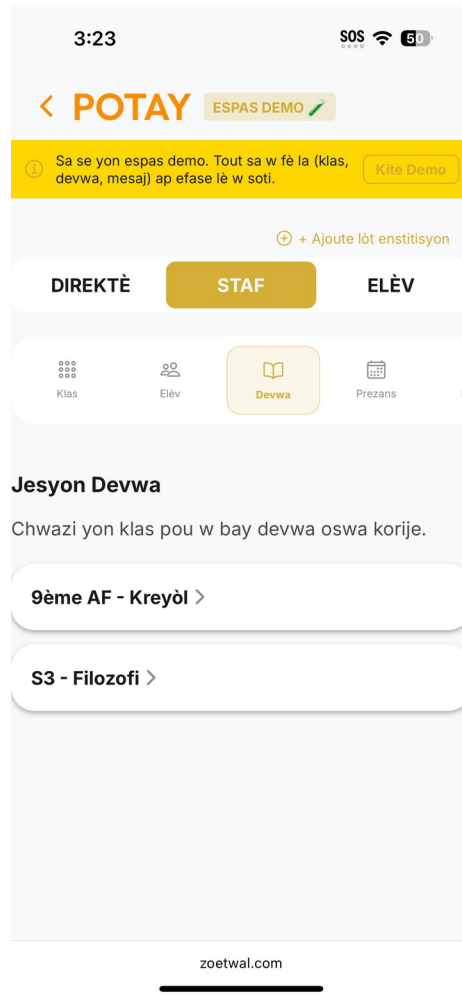 3:23
SOS
50
POTAY
ESPAS DEMO
Sa se yon espas demo. Tout sa w fè la (klas,
devwa, mesaj) ap efase lè w soti.
Kite Demo
+ Ajoute lòt enstitisyon
DIREKTÈ
STAF
ELÈV
Klas
Elèv
Devwa
Prezans
Jesyon Devwa
Chwazi yon klas pou w bay devwa oswa korije.
9ème AF - Kreyòl
S3 - Filozofi
zoetwal.com